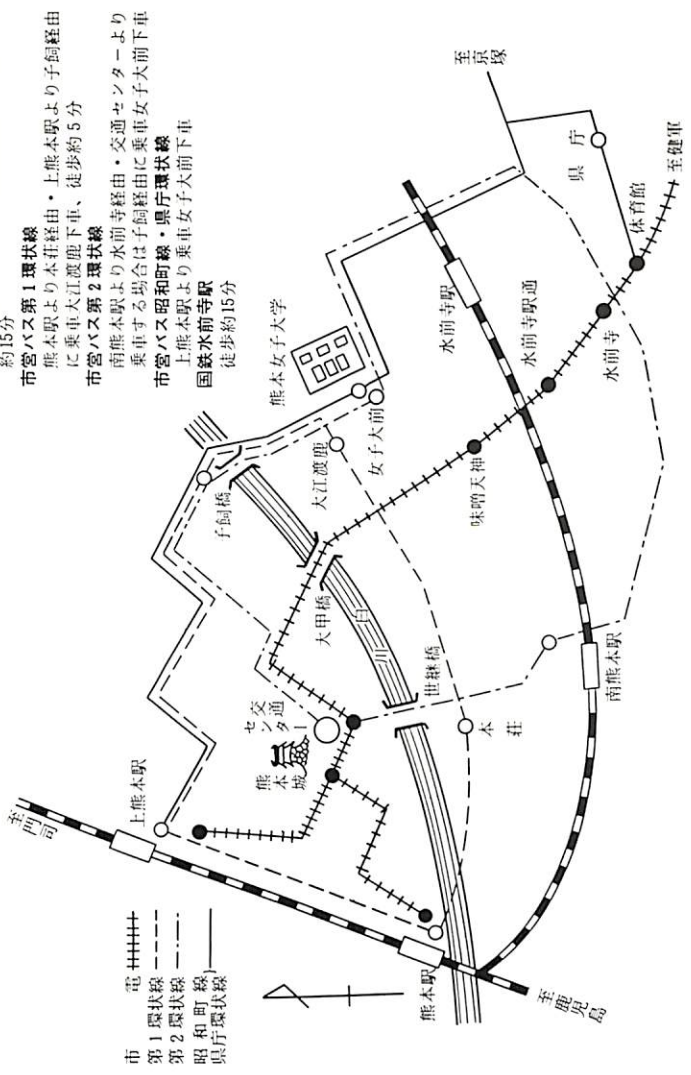 約15分
市営バス第1環状線
熊本駅より本荘経由・上熊本駅より子飼経由
に乗車大江渡鹿下車、徒歩約5分
市営バス第2環状線
南熊本駅より水前寺経由・交通センターより
乗車する場合は子飼経由に乗車女子大前下車
市営バス昭和町線・県庁環状線
上熊本駅より乗車女子大前下車
国鉄水前寺駅
徒歩約15分
市電
第1環状線
第2環状線
昭和町線
県庁環状線
至門司
上熊本駅
熊本駅
至鹿児島
熊本城
交通
センター
子飼橋
大甲橋
白川
世継橋
本荘
南熊本駅
熊本女子大学
大江渡鹿
女子大前
味噌天神
水前寺駅
水前寺駅通
水前寺
体育館
県庁
至京塚
至健軍